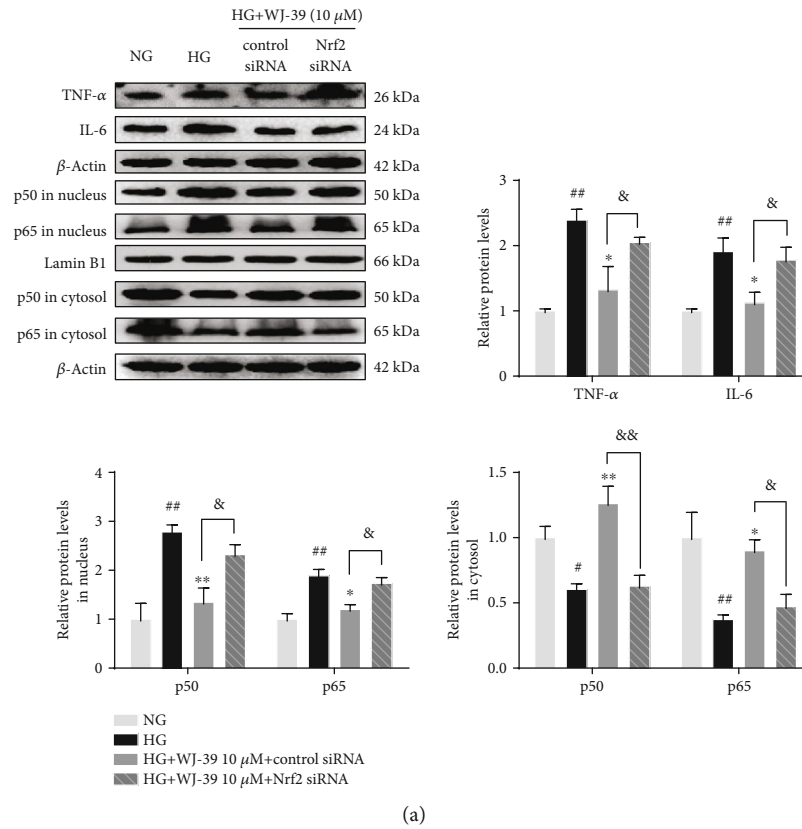 HG+WJ-39 (10 μM)
NG HG control siRNA Nrf2 siRNA
TNF-α 26 kDa
IL-6 24 kDa
β-Actin 42 kDa
p50 in nucleus 50 kDa
p65 in nucleus 65 kDa
Lamin B1 66 kDa
p50 in cytosol 50 kDa
p65 in cytosol 65 kDa
β-Actin 42 kDa
Relative protein levels
3
2
1
0
##
*
&
##
*
&
TNF-α IL-6
Relative protein levels
in nucleus
4
3
2
1
0
##
**
&
##
*
&
p50 p65
Relative protein levels
in cytosol
1.5
1.0
0.5
0.0
#
**
&&
##
*
&
p50 p65
NG
HG
HG+WJ-39 10 μM+control siRNA
HG+WJ-39 10 μM+Nrf2 siRNA
(a)